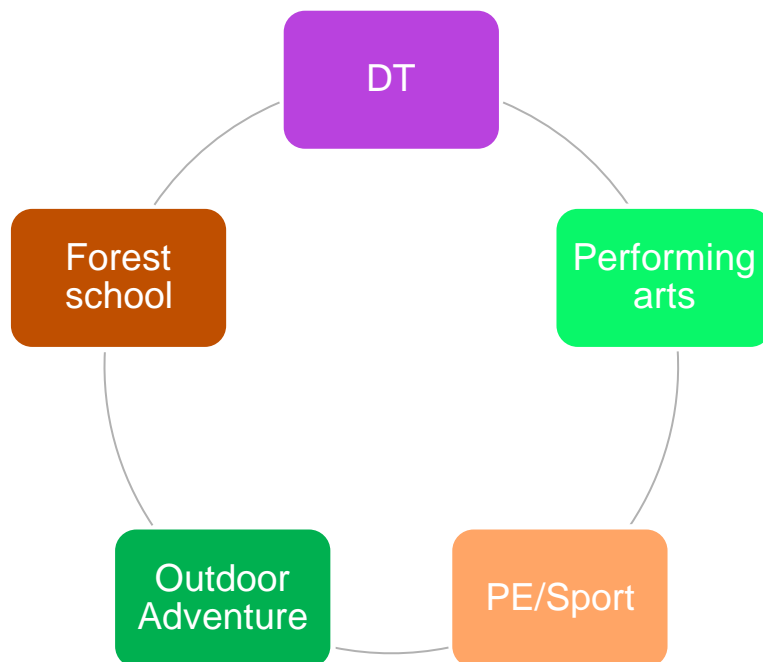 DT
Performing
arts
PE/Sport
Outdoor
Adventure
Forest
school